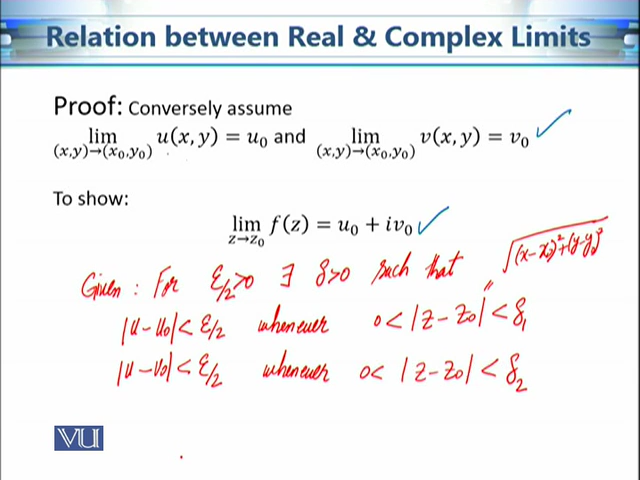 Relation between Real & Complex Limits
Proof: Conversely assume
lim (x,y)→(x₀,y₀) u(x,y) = u₀ and lim (x,y)→(x₀,y₀) v(x,y) = v₀
To show:
lim z→z₀ f(z) = u₀ + iv₀
√(x-x₀)²+(y-y₀)²
Given : For ε/2>0 ∃ δ>0 such that "
|u-u₀|<ε/2 whenever 0<|z-z₀|<δ₁
|u-v₀|<ε/2 whenever 0<|z-z₀|<δ₂
VU